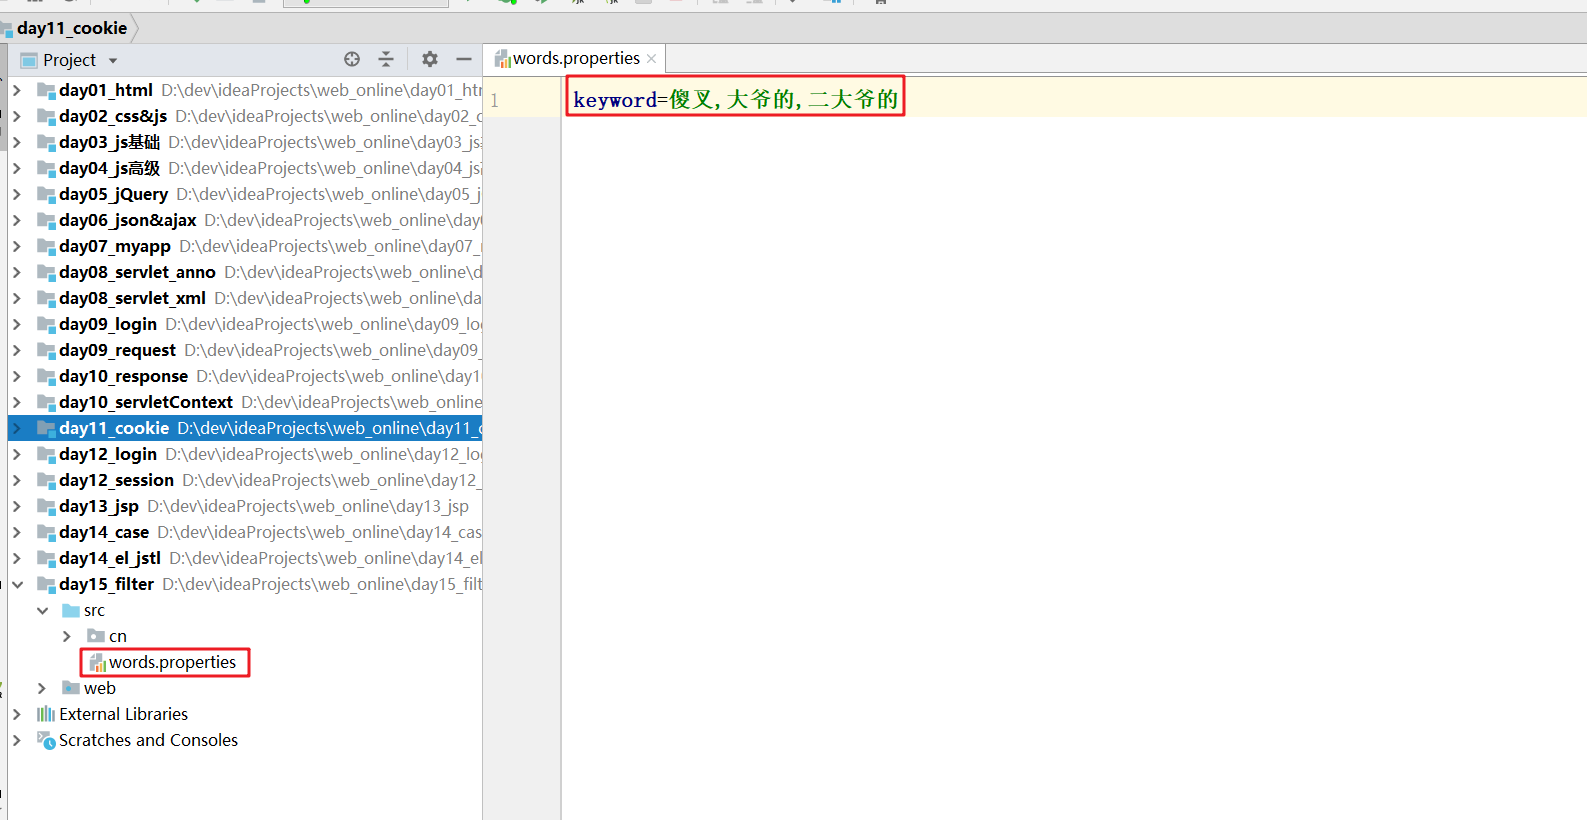 day11_cookie
Project
words.properties
day01_html D:\dev\ideaProjects\web_online\day01_htm
day02_css&js D:\dev\ideaProjects\web_online\day02_c
day03_js基础 D:\dev\ideaProjects\web_online\day03_js
day04_js高级 D:\dev\ideaProjects\web_online\day04_js
day05_jQuery D:\dev\ideaProjects\web_online\day05_j
day06_json&ajax D:\dev\ideaProjects\web_online\day0
day07_myapp D:\dev\ideaProjects\web_online\day07_
day08_servlet_anno D:\dev\ideaProjects\web_online\d
day08_servlet_xml D:\dev\ideaProjects\web_online\da
day09_login D:\dev\ideaProjects\web_online\day09_log
day09_request D:\dev\ideaProjects\web_online\day09_
day10_response D:\dev\ideaProjects\web_online\day10
day10_servletContext D:\dev\ideaProjects\web_online
day11_cookie D:\dev\ideaProjects\web_online\day11_c
day12_login D:\dev\ideaProjects\web_online\day12_log
day12_session D:\dev\ideaProjects\web_online\day12_
day13_jsp D:\dev\ideaProjects\web_online\day13_jsp
day14_case D:\dev\ideaProjects\web_online\day14_cas
day14_el_jstl D:\dev\ideaProjects\web_online\day14_el
day15_filter D:\dev\ideaProjects\web_online\day15_filt
src
cn
words.properties
web
External Libraries
Scratches and Consoles
1
keyword=傻叉,大爷的,二大爷的